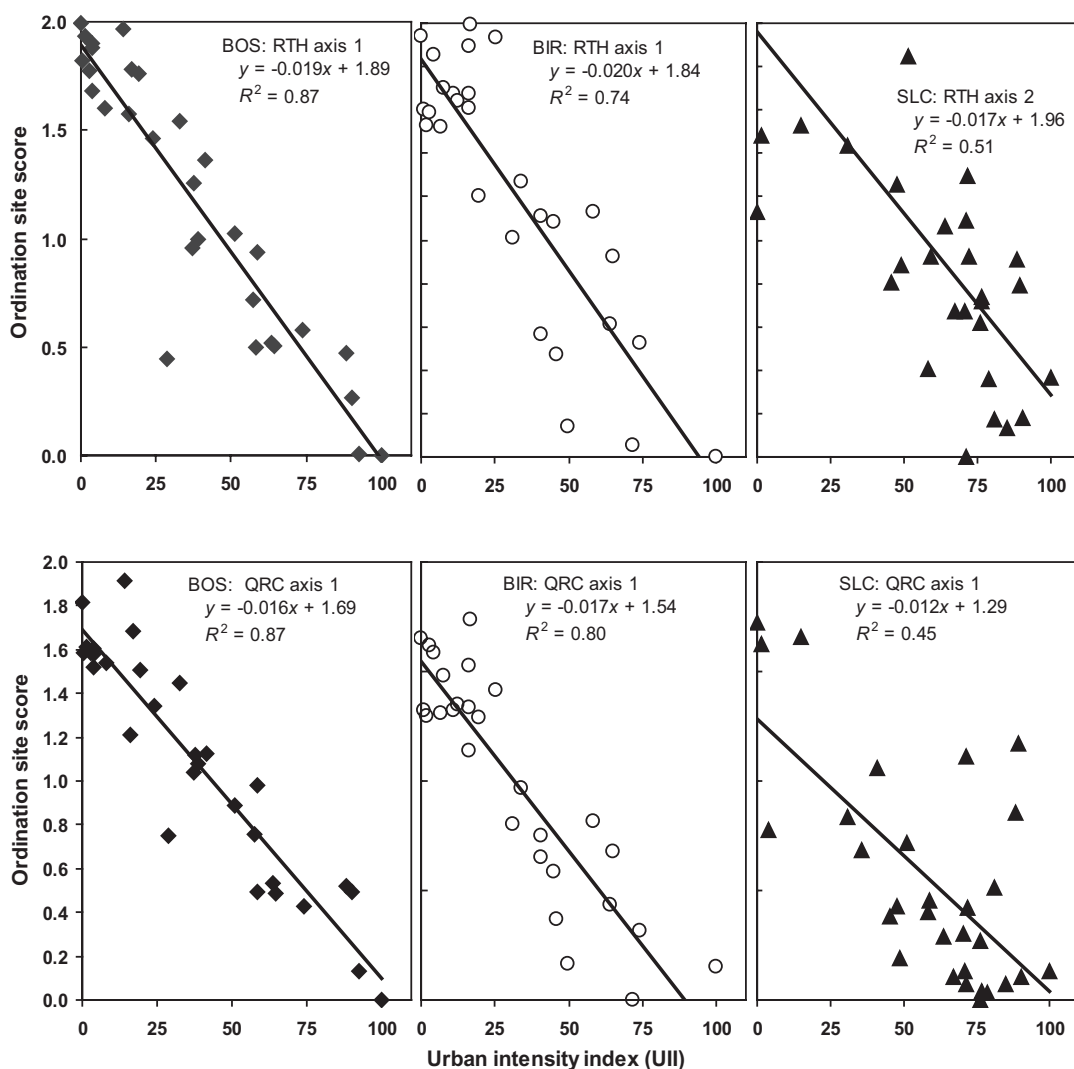 BOS: RTH axis 1
y = -0.019x + 1.89
R² = 0.87
BIR: RTH axis 1
y = -0.020x + 1.84
R² = 0.74
SLC: RTH axis 2
y = -0.017x + 1.96
R² = 0.51
Ordination site score
2.0
1.5
1.0
0.5
0.0
0 25 50 75 100 0 25 50 75 100 0 25 50 75 100
BOS: QRC axis 1
y = -0.016x + 1.69
R² = 0.87
BIR: QRC axis 1
y = -0.017x + 1.54
R² = 0.80
SLC: QRC axis 1
y = -0.012x + 1.29
R² = 0.45
Ordination site score
2.0
1.8
1.6
1.4
1.2
1.0
0.8
0.6
0.4
0.2
0.0
0 25 50 75 100 0 25 50 75 100 0 25 50 75 100
Urban intensity index (UII)